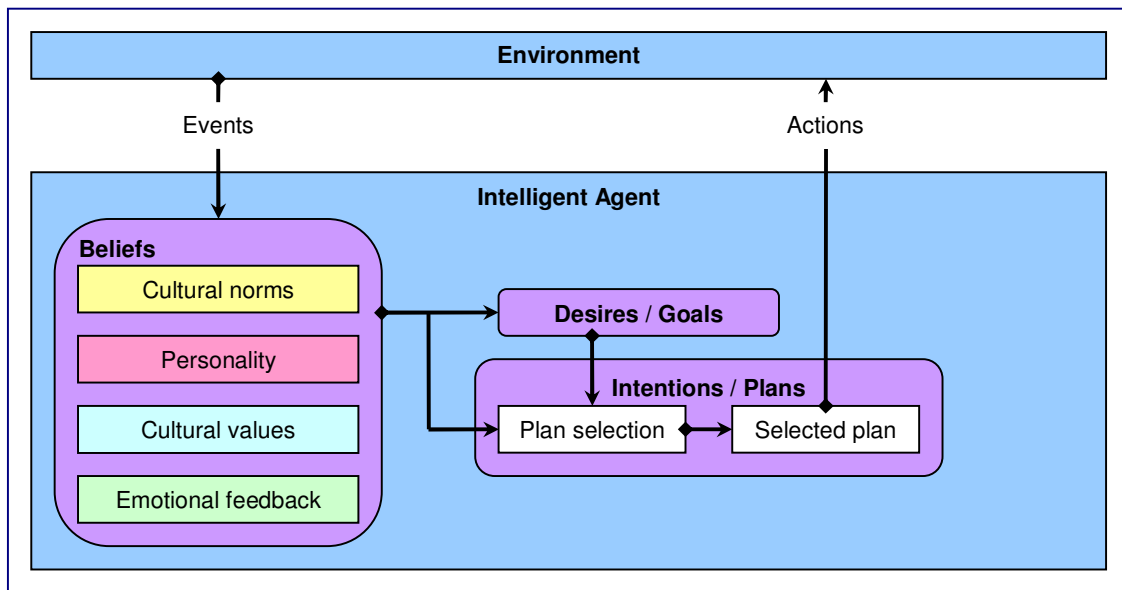 Environment
Events
Actions
Intelligent Agent
Beliefs
Cultural norms
Personality
Cultural values
Emotional feedback
Desires / Goals
Intentions / Plans
Plan selection
Selected plan